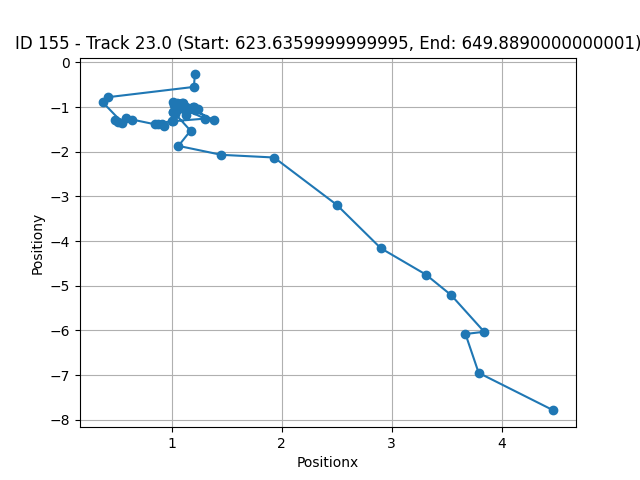 ID 155 - Track 23.0 (Start: 623.6359999999995, End: 649.8890000000001)
0
−1
−2
−3
−4
−5
−6
−7
−8
Positiony
1 2 3 4
Positionx